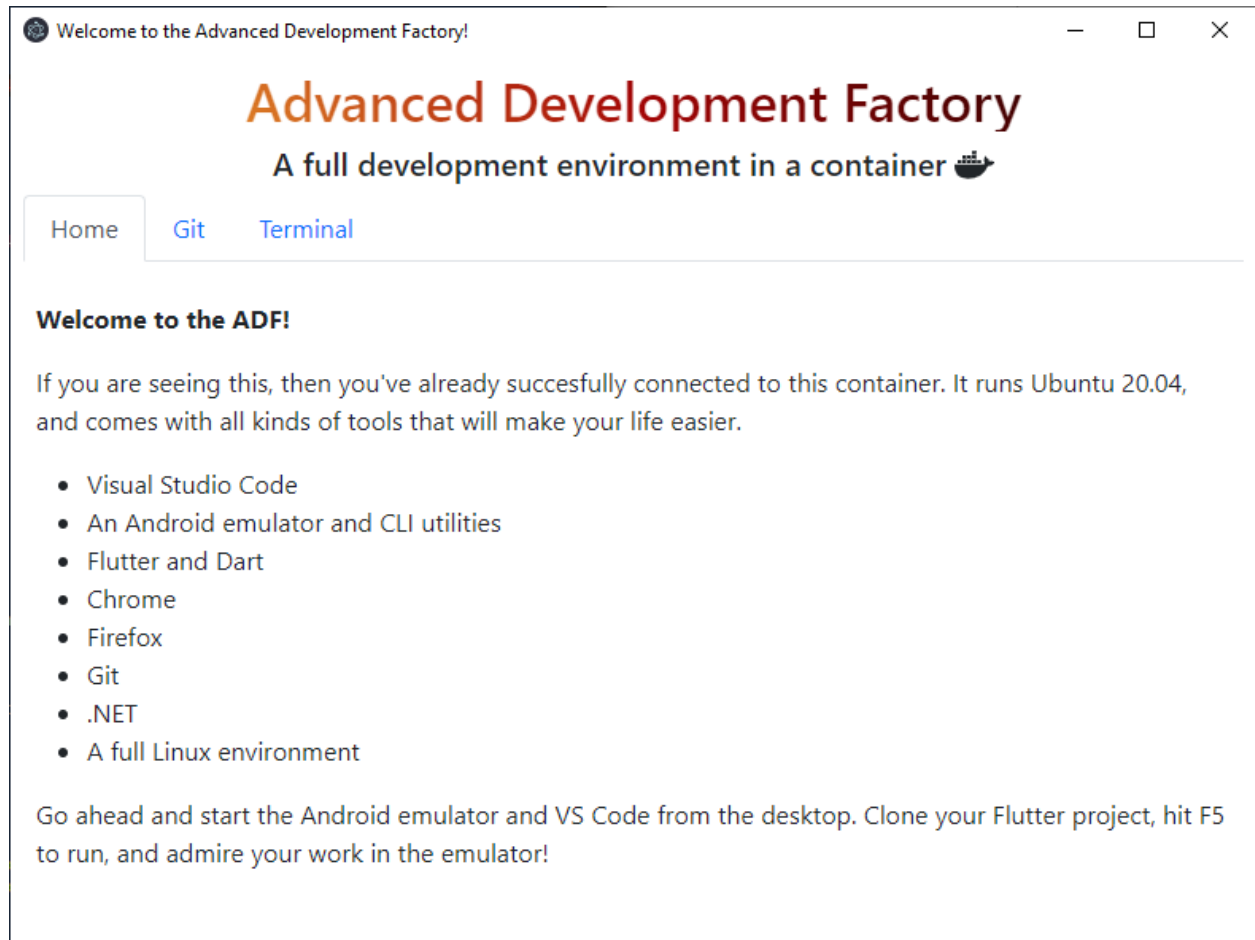 Welcome to the Advanced Development Factory!
Advanced Development Factory
A full development environment in a container
Home Git Terminal
Welcome to the ADF!
If you are seeing this, then you've already succesfully connected to this container. It runs Ubuntu 20.04,
and comes with all kinds of tools that will make your life easier.
• Visual Studio Code
• An Android emulator and CLI utilities
• Flutter and Dart
• Chrome
• Firefox
• Git
• .NET
• A full Linux environment
Go ahead and start the Android emulator and VS Code from the desktop. Clone your Flutter project, hit F5
to run, and admire your work in the emulator!